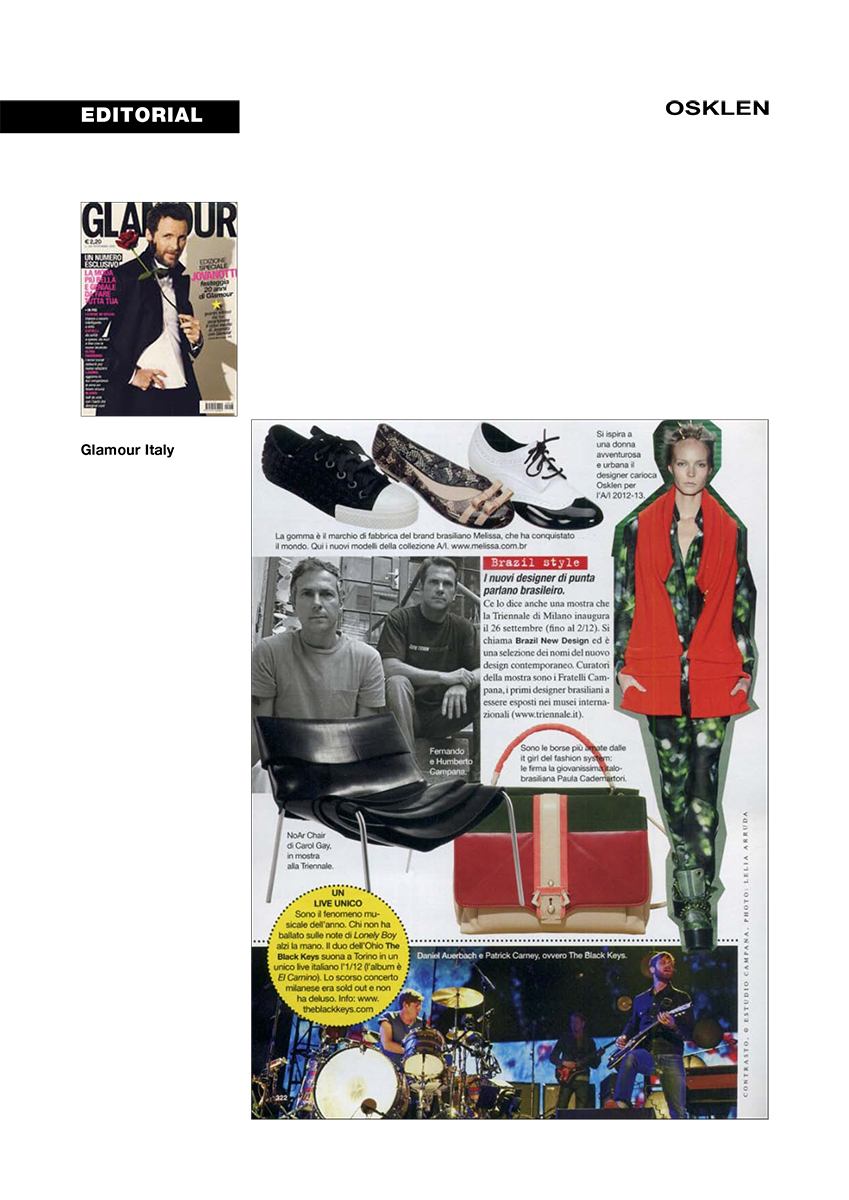 EDITORIAL
OSKLEN
GLAMOUR
€ 2,20
UN NUMERO
ESCLUSIVO
LA MODA
PIÙ BELLA
E GENIALE
DA FARE
TUTTA TUA
EDIZIONE
SPECIALE
JOVANOTTI
festeggia
20 anni
di Glamour
Glamour Italy
Si ispira a
una donna
avventurosa
e urbana il
designer carioca
Osklen per
l'A/I 2012-13.
La gomma è il marchio di fabbrica del brand brasiliano Melissa, che ha conquistato
il mondo. Qui i nuovi modelli della collezione A/I. www.melissa.com.br
Brazil style
I nuovi designer di punta
parlano brasileiro.
Ce lo dice anche una mostra che
la Triennale di Milano inaugura
il 26 settembre (fino al 2/12). Si
chiama Brazil New Design ed è
una selezione dei nomi del nuovo
design contemporaneo. Curatori
della mostra sono i Fratelli Cam-
pana, i primi designer brasiliani a
essere esposti nei musei interna-
zionali (www.triennale.it).
Fernando
e Humberto
Campana.
Sono le borse più amate dalle
it girl del fashion system:
le firma la giovanissima italo-
brasiliana Paula Cademartori.
NoAr Chair
di Carol Gay,
in mostra
alla Triennale.
UN
LIVE UNICO
Sono il fenomeno mu-
sicale dell'anno. Chi non ha
ballato sulle note di Lonely Boy
alzi la mano. Il duo dell'Ohio The
Black Keys suona a Torino in un
unico live italiano l'1/12 (l'album è
El Camino). Lo scorso concerto
milanese era sold out e non
ha deluso. Info: www.
theblackkeys.com
Daniel Auerbach e Patrick Carney, ovvero The Black Keys.
CONTRASTO, © ESTUDIO CAMPANA, PHOTO: LELIA ARRUDA
322